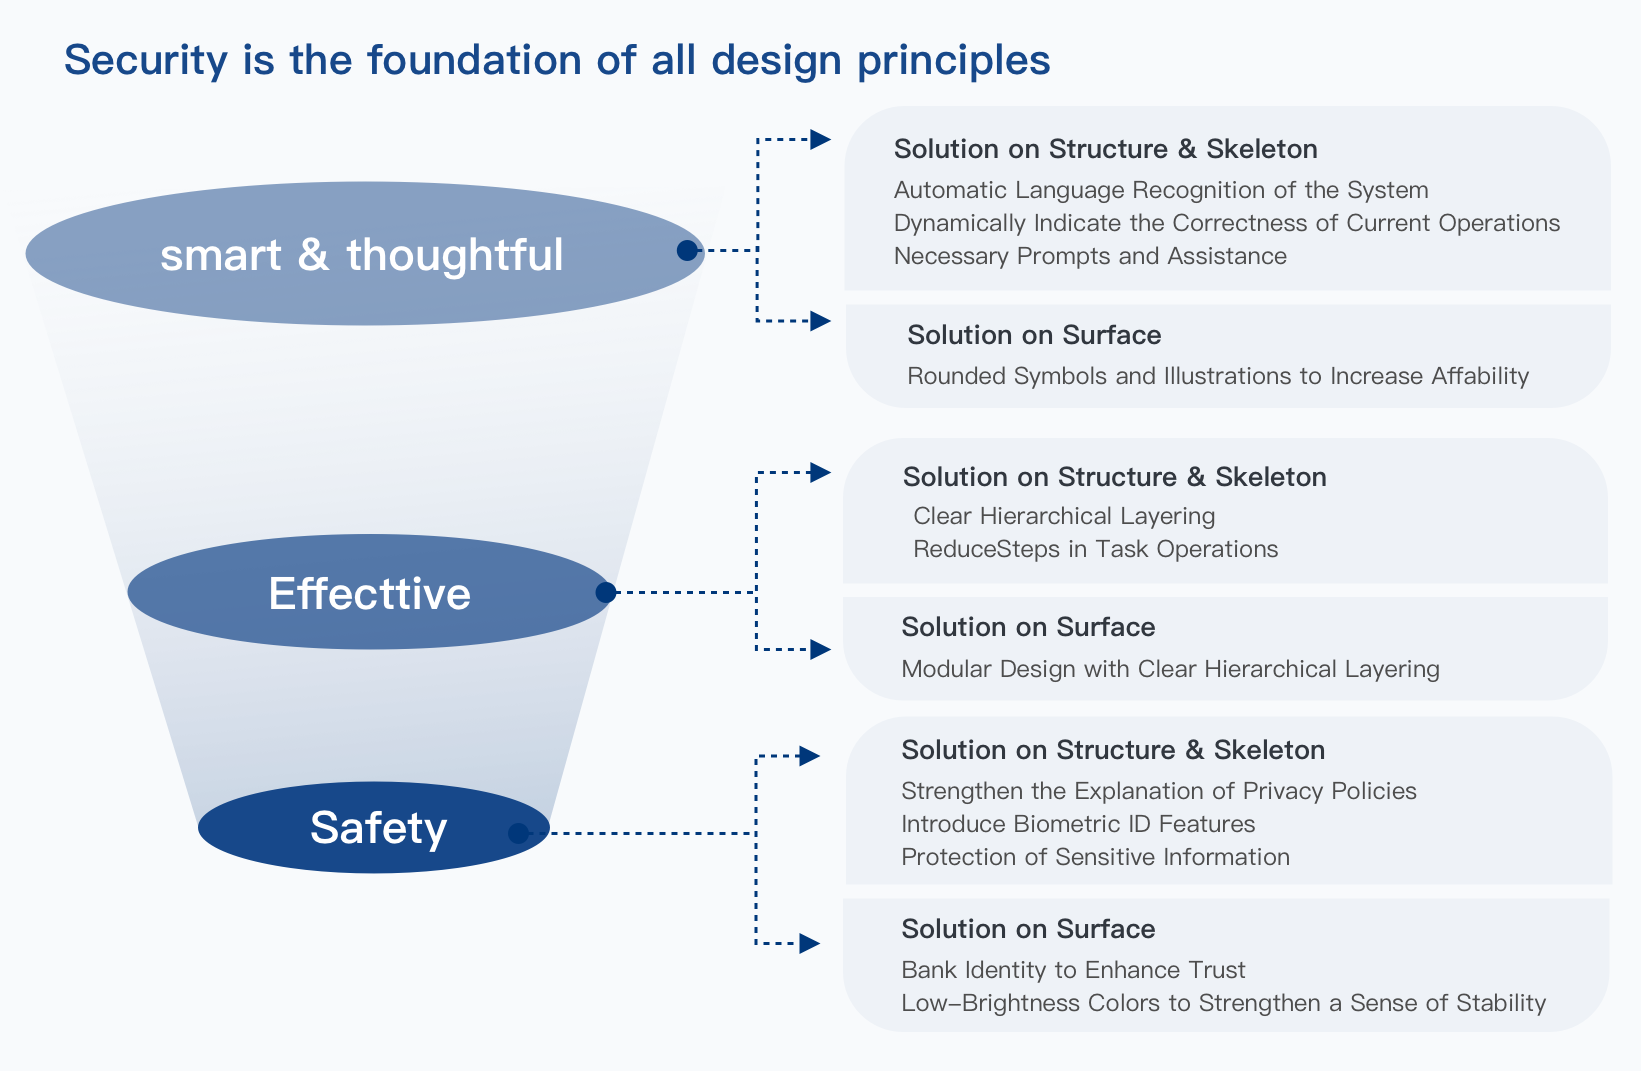 Security is the foundation of all design principles
smart & thoughtful
Solution on Structure & Skeleton
Automatic Language Recognition of the System
Dynamically Indicate the Correctness of Current Operations
Necessary Prompts and Assistance
Solution on Surface
Rounded Symbols and Illustrations to Increase Affability
Effecttive
Solution on Structure & Skeleton
Clear Hierarchical Layering
ReduceSteps in Task Operations
Solution on Surface
Modular Design with Clear Hierarchical Layering
Safety
Solution on Structure & Skeleton
Strengthen the Explanation of Privacy Policies
Introduce Biometric ID Features
Protection of Sensitive Information
Solution on Surface
Bank Identity to Enhance Trust
Low-Brightness Colors to Strengthen a Sense of Stability